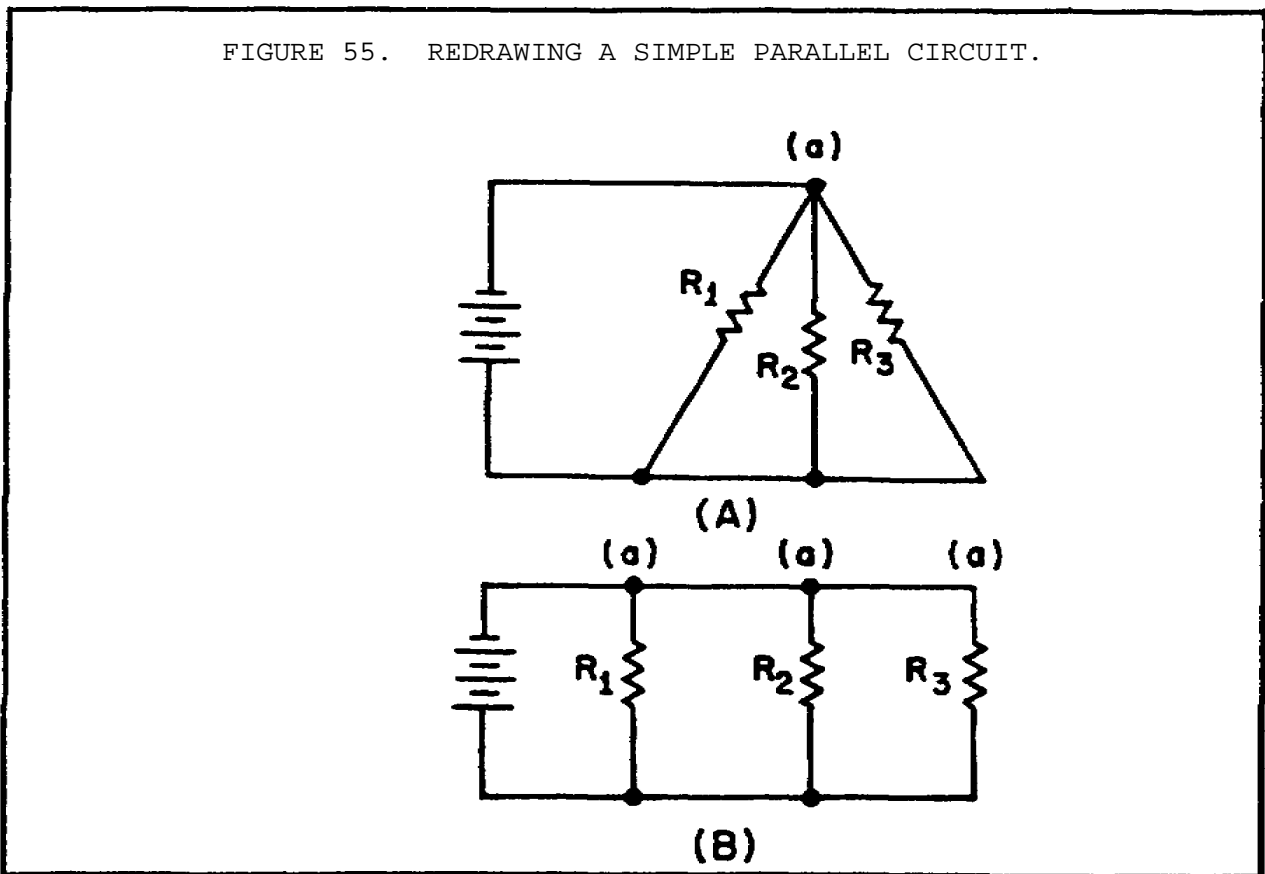 FIGURE 55. REDRAWING A SIMPLE PARALLEL CIRCUIT.
(a)
R1
R2
R3
(A)
(a) (a) (a)
R1 R2 R3
(B)